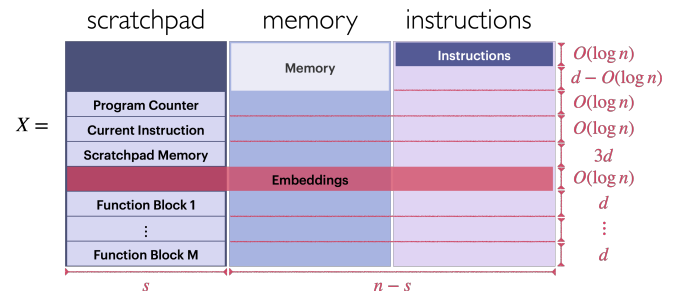 scratchpad memory instructions
Memory Instructions O(log n)
d − O(log n)
Program Counter O(log n)
X = Current Instruction O(log n)
Scratchpad Memory 3d
Embeddings O(log n)
Function Block 1 d
⋮ ⋮
Function Block M d
s n − s